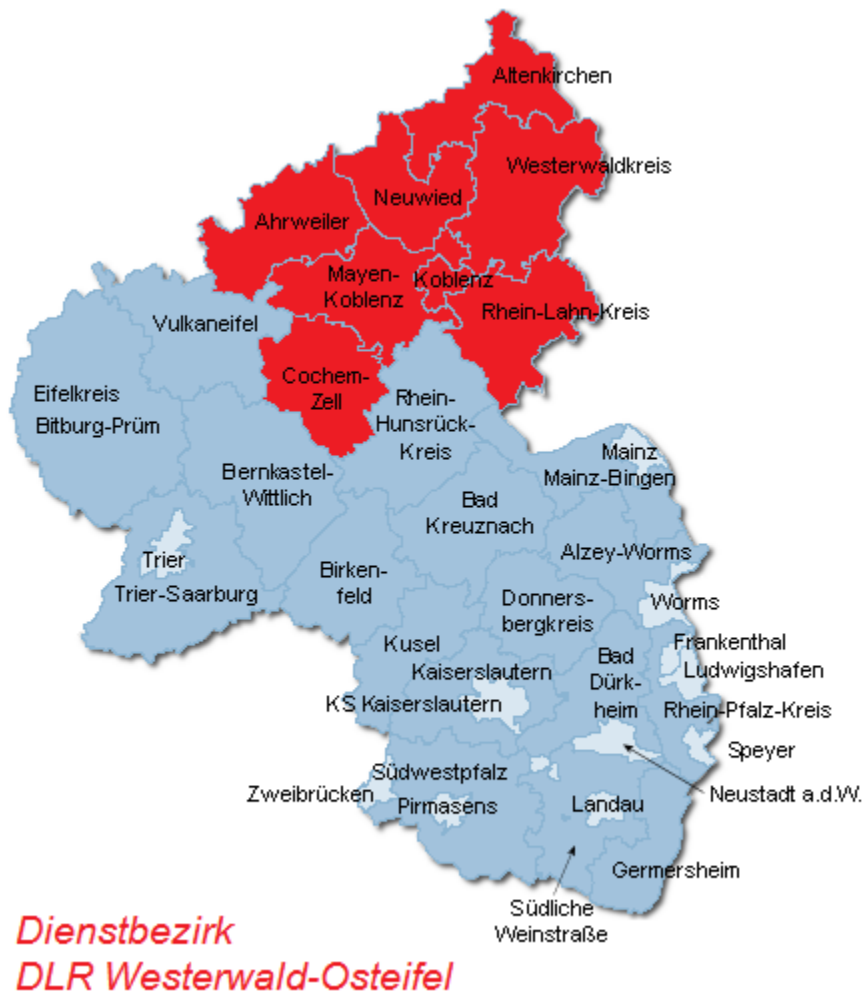 Altenkirchen
Westerwaldkreis
Neuwied
Ahrweiler
Mayen-
Koblenz
Koblenz
Rhein-Lahn-Kreis
Vulkaneifel
Cochem-
Zell
Eifelkreis
Bitburg-Prüm
Rhein-
Hunsrück-
Kreis
Mainz
Mainz-Bingen
Bernkastel-
Wittlich
Bad
Kreuznach
Alzey-Worms
Trier
Trier-Saarburg
Birken-
feld
Donners-
bergkreis
Worms
Kusel
Kaiserslautern
KS Kaiserslautern
Bad
Dürk-
heim
Frankenthal
Ludwigshafen
Rhein-Pfalz-Kreis
Speyer
Neustadt a.d.W.
Südwestpfalz
Zweibrücken
Pirmasens
Landau
Germersheim
Südliche
Weinstraße
Dienstbezirk
DLR Westerwald-Osteifel